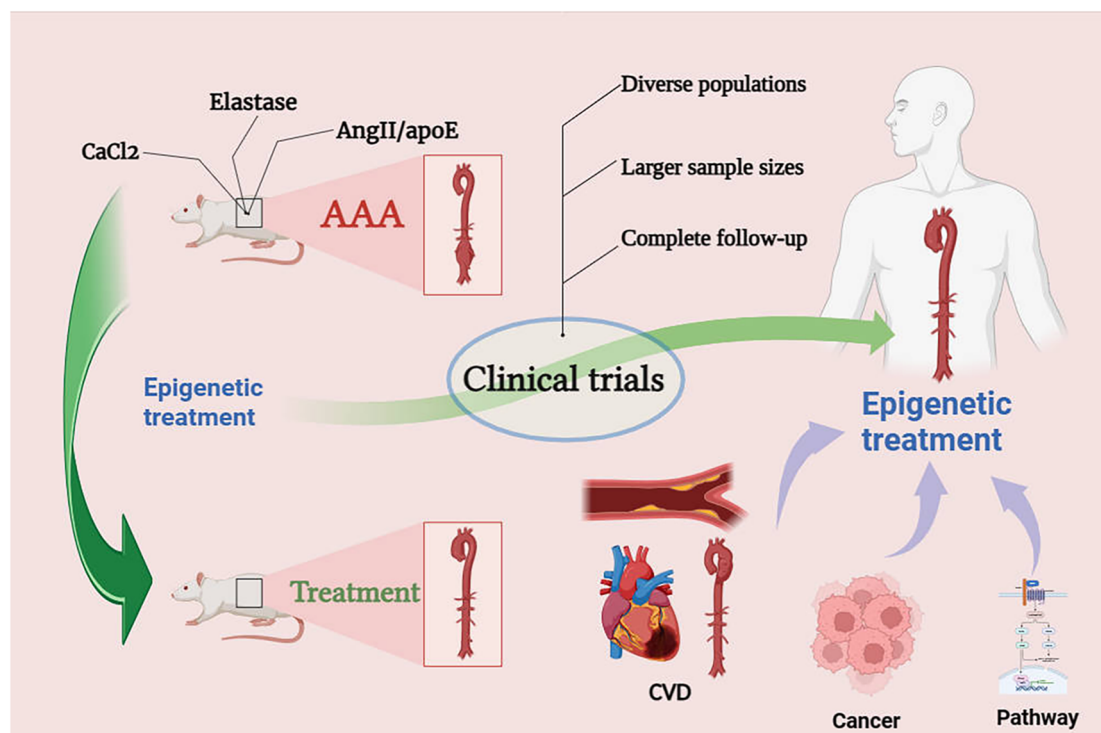 Diverse populations
Elastase
AngII/apoE
CaCl2
Larger sample sizes
AAA
Complete follow-up
Clinical trials
Epigenetic
treatment
Epigenetic
treatment
Treatment
CVD
Cancer
Pathway